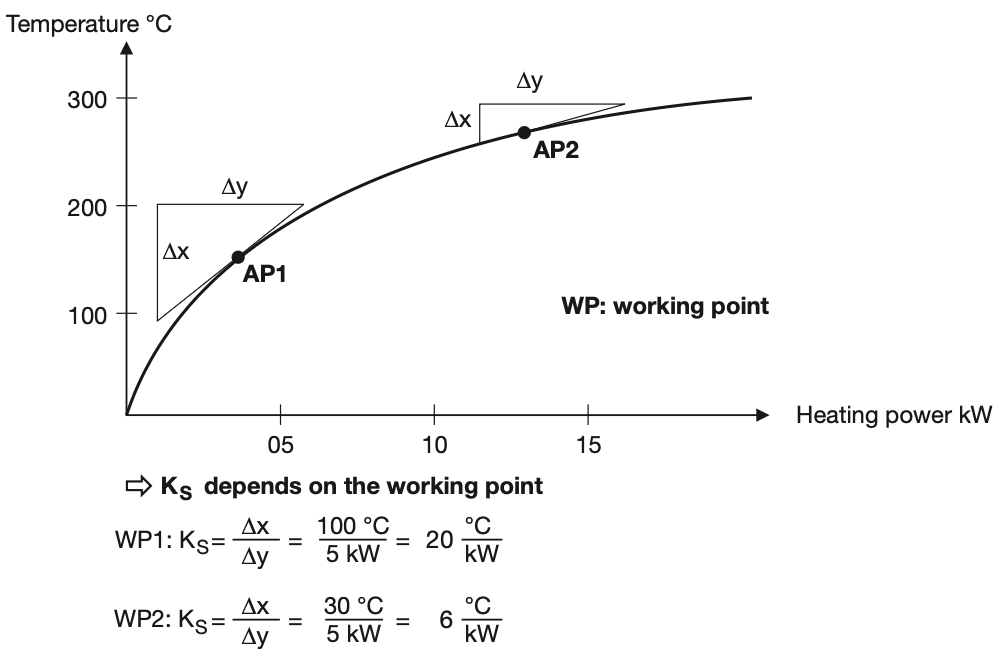 Temperature °C
300
200
100
Δy
Δx
AP1
Δy
Δx
AP2
WP: working point
05 10 15
Heating power kW
⇨ KS depends on the working point
WP1: KS= Δx/Δy = 100 °C/5 kW = 20 °C/kW
WP2: KS= Δx/Δy = 30 °C/5 kW = 6 °C/kW